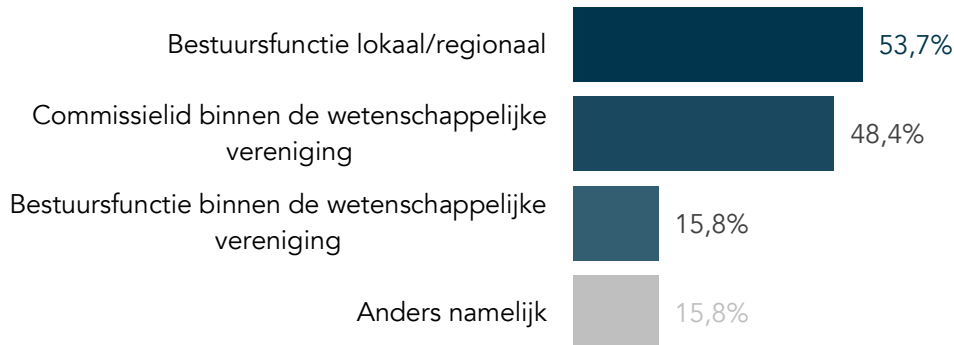 Bestuursfunctie lokaal/regionaal
53,7%
Commissielid binnen de wetenschappelijke
vereniging
48,4%
Bestuursfunctie binnen de wetenschappelijke
vereniging
15,8%
Anders namelijk
15,8%